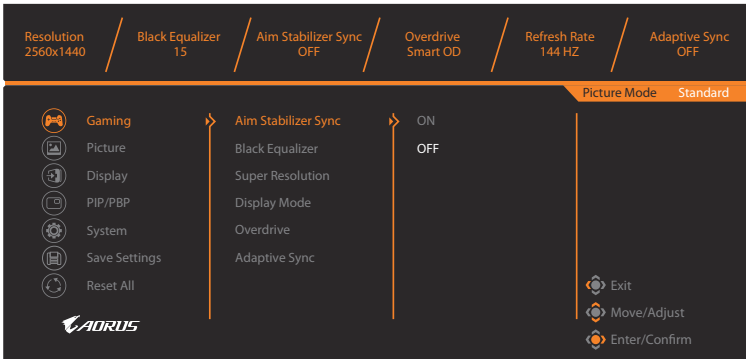 Resolution Black Equalizer Aim Stabilizer Sync Overdrive Refresh Rate Adaptive Sync
2560x1440 15 OFF Smart OD 144 HZ OFF
Picture Mode Standard
Gaming Aim Stabilizer Sync ON
Picture Black Equalizer OFF
Display Super Resolution
PIP/PBP Display Mode
System Overdrive
Save Settings Adaptive Sync
Reset All Exit
AORUS Move/Adjust
Enter/Confirm